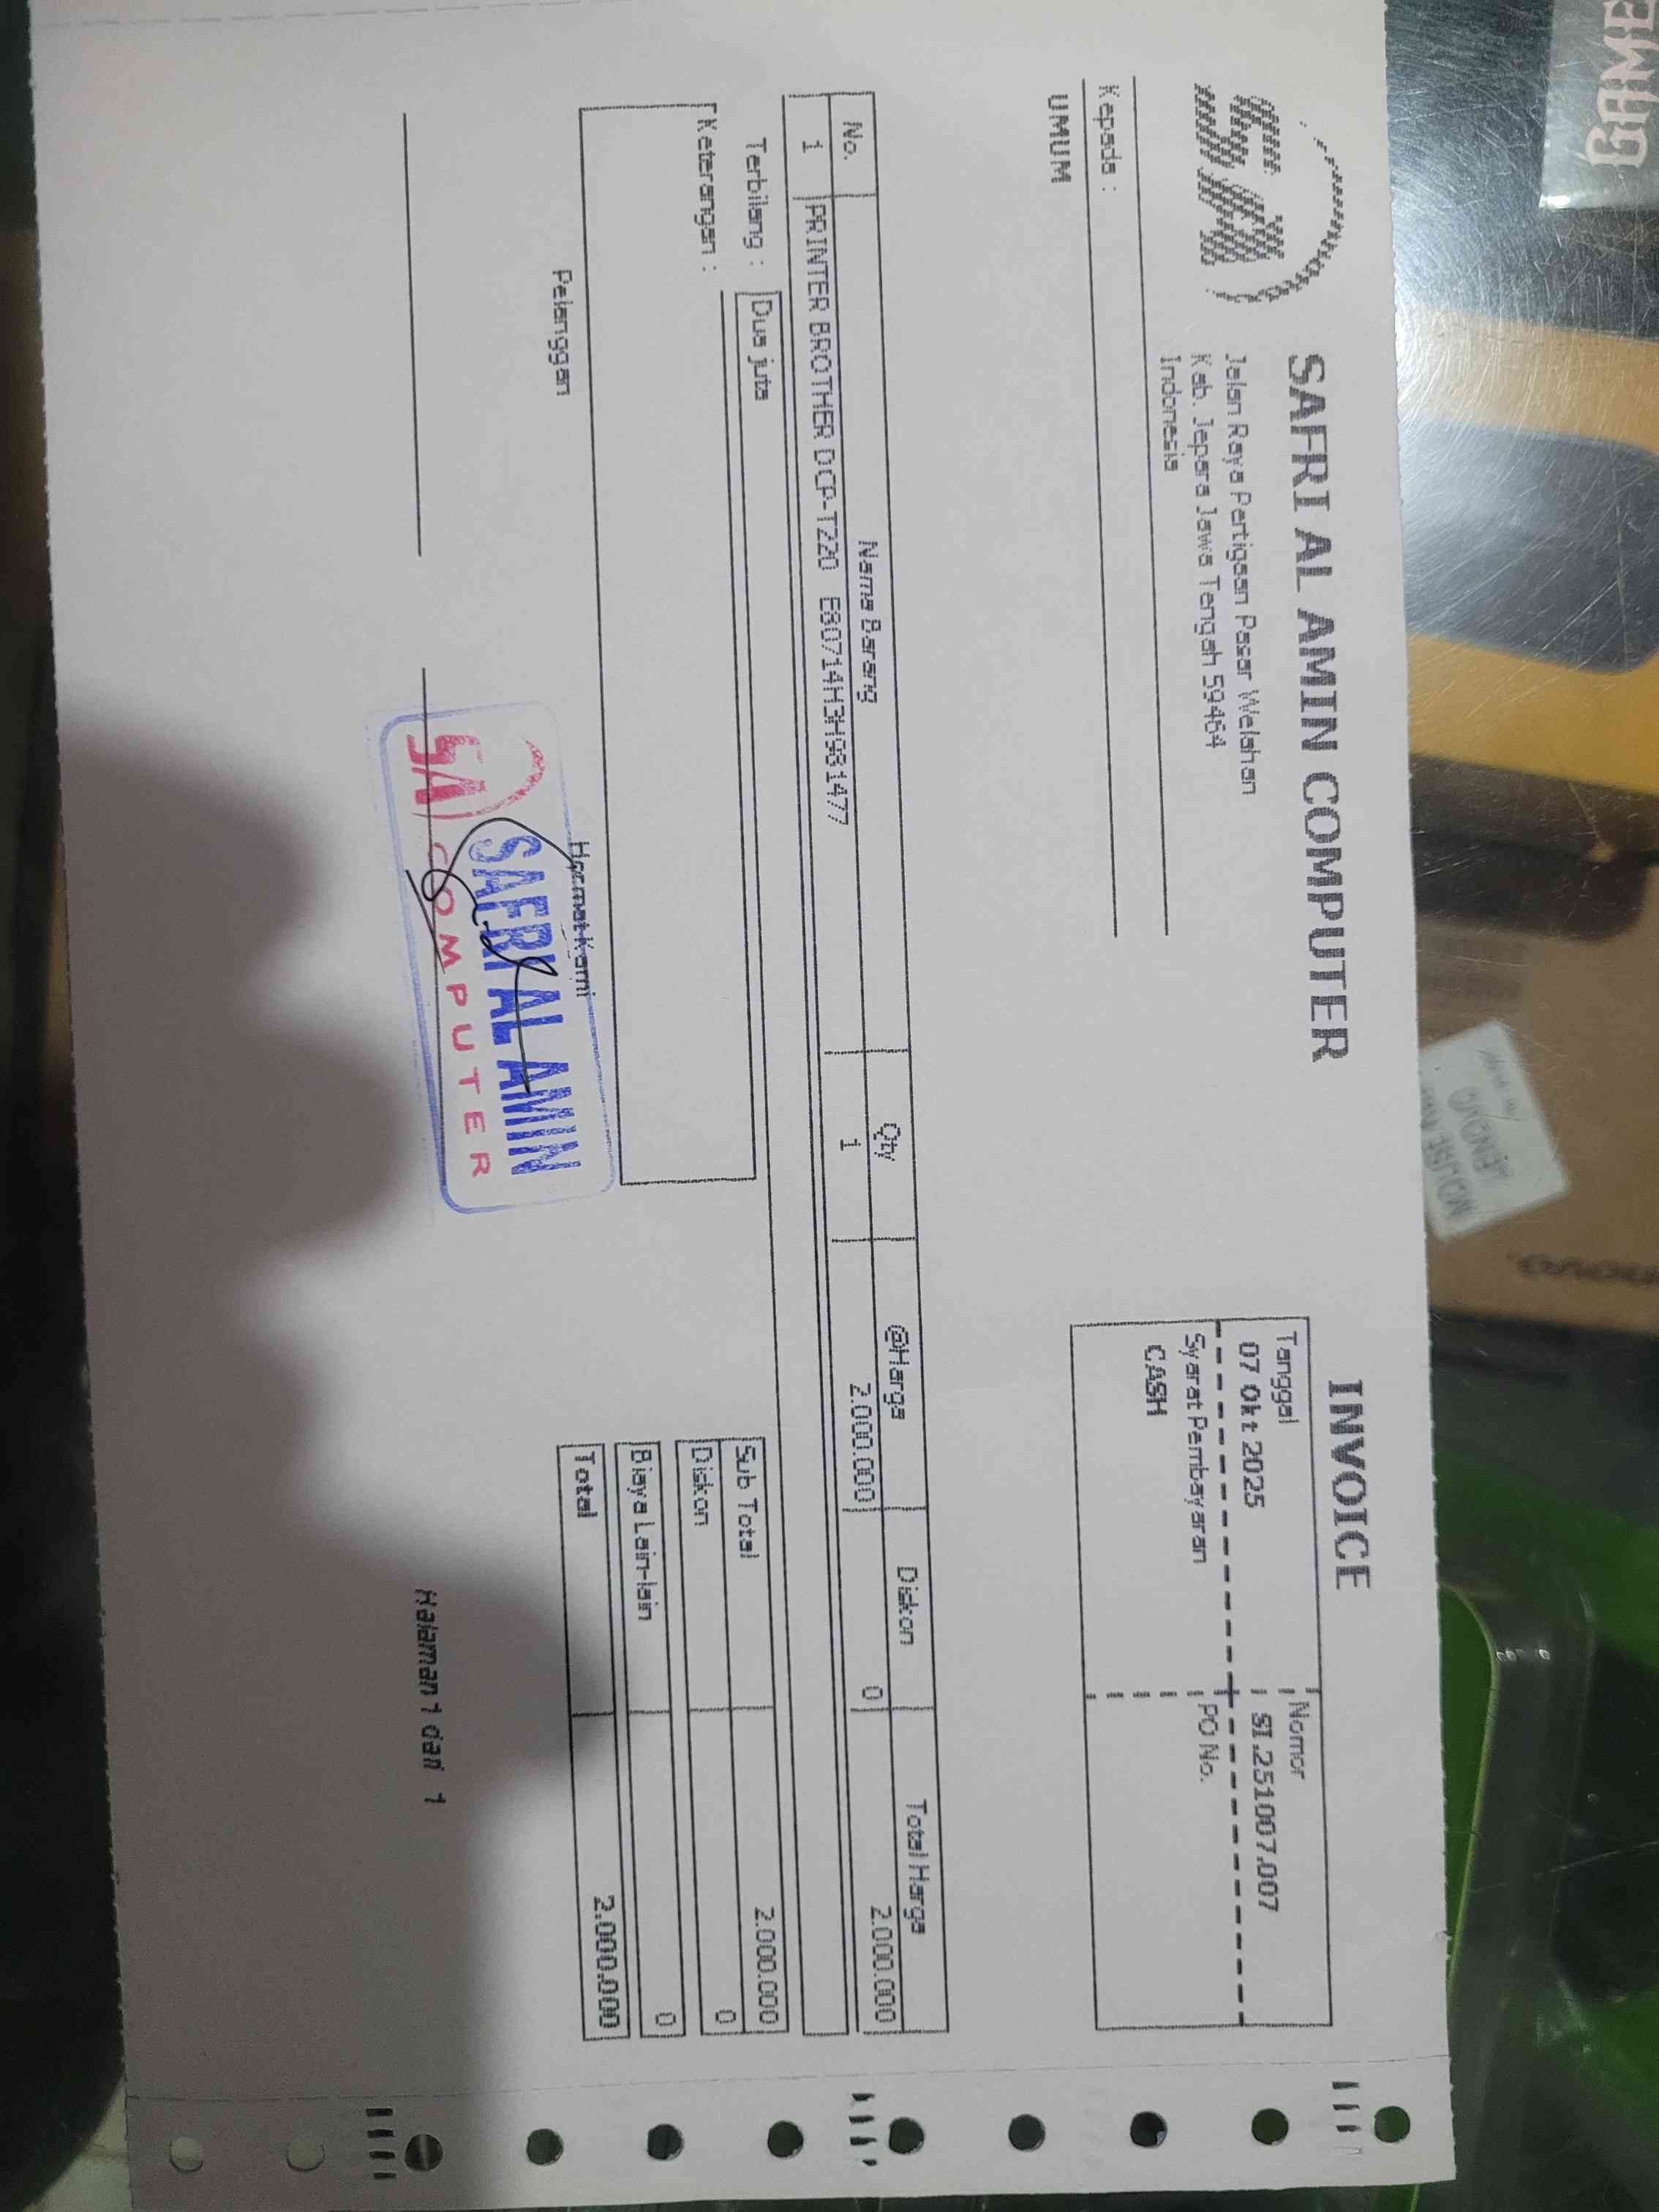 SAFRI AL AMIN COMPUTER
Jalan Raya Pertigaan Pasar Welahan
Kab. Jepara Jawa Tengah 59464
Indonesia
INVOICE
Tanggal
07 Okt 2025
Nomor
SI.251007.007
Syarat Pembayaran
CASH
PO No.
Kepada :
UMUM
No. Nama Barang Qty @Harga Diskon Total Harga
1 PRINTER BROTHER DCP-T220 E80714H3H981477 1 2.000.000 0 2.000.000
Terbilang : Dua juta
Keterangan :
Sub Total 2.000.000
Diskon 0
Biaya Lain-lain 0
Total 2.000.000
Pelanggan
Hormat Kami
SA SAFRI AL AMIN
COMPUTER
Halaman 1 dari 1
GAME
MOUSE